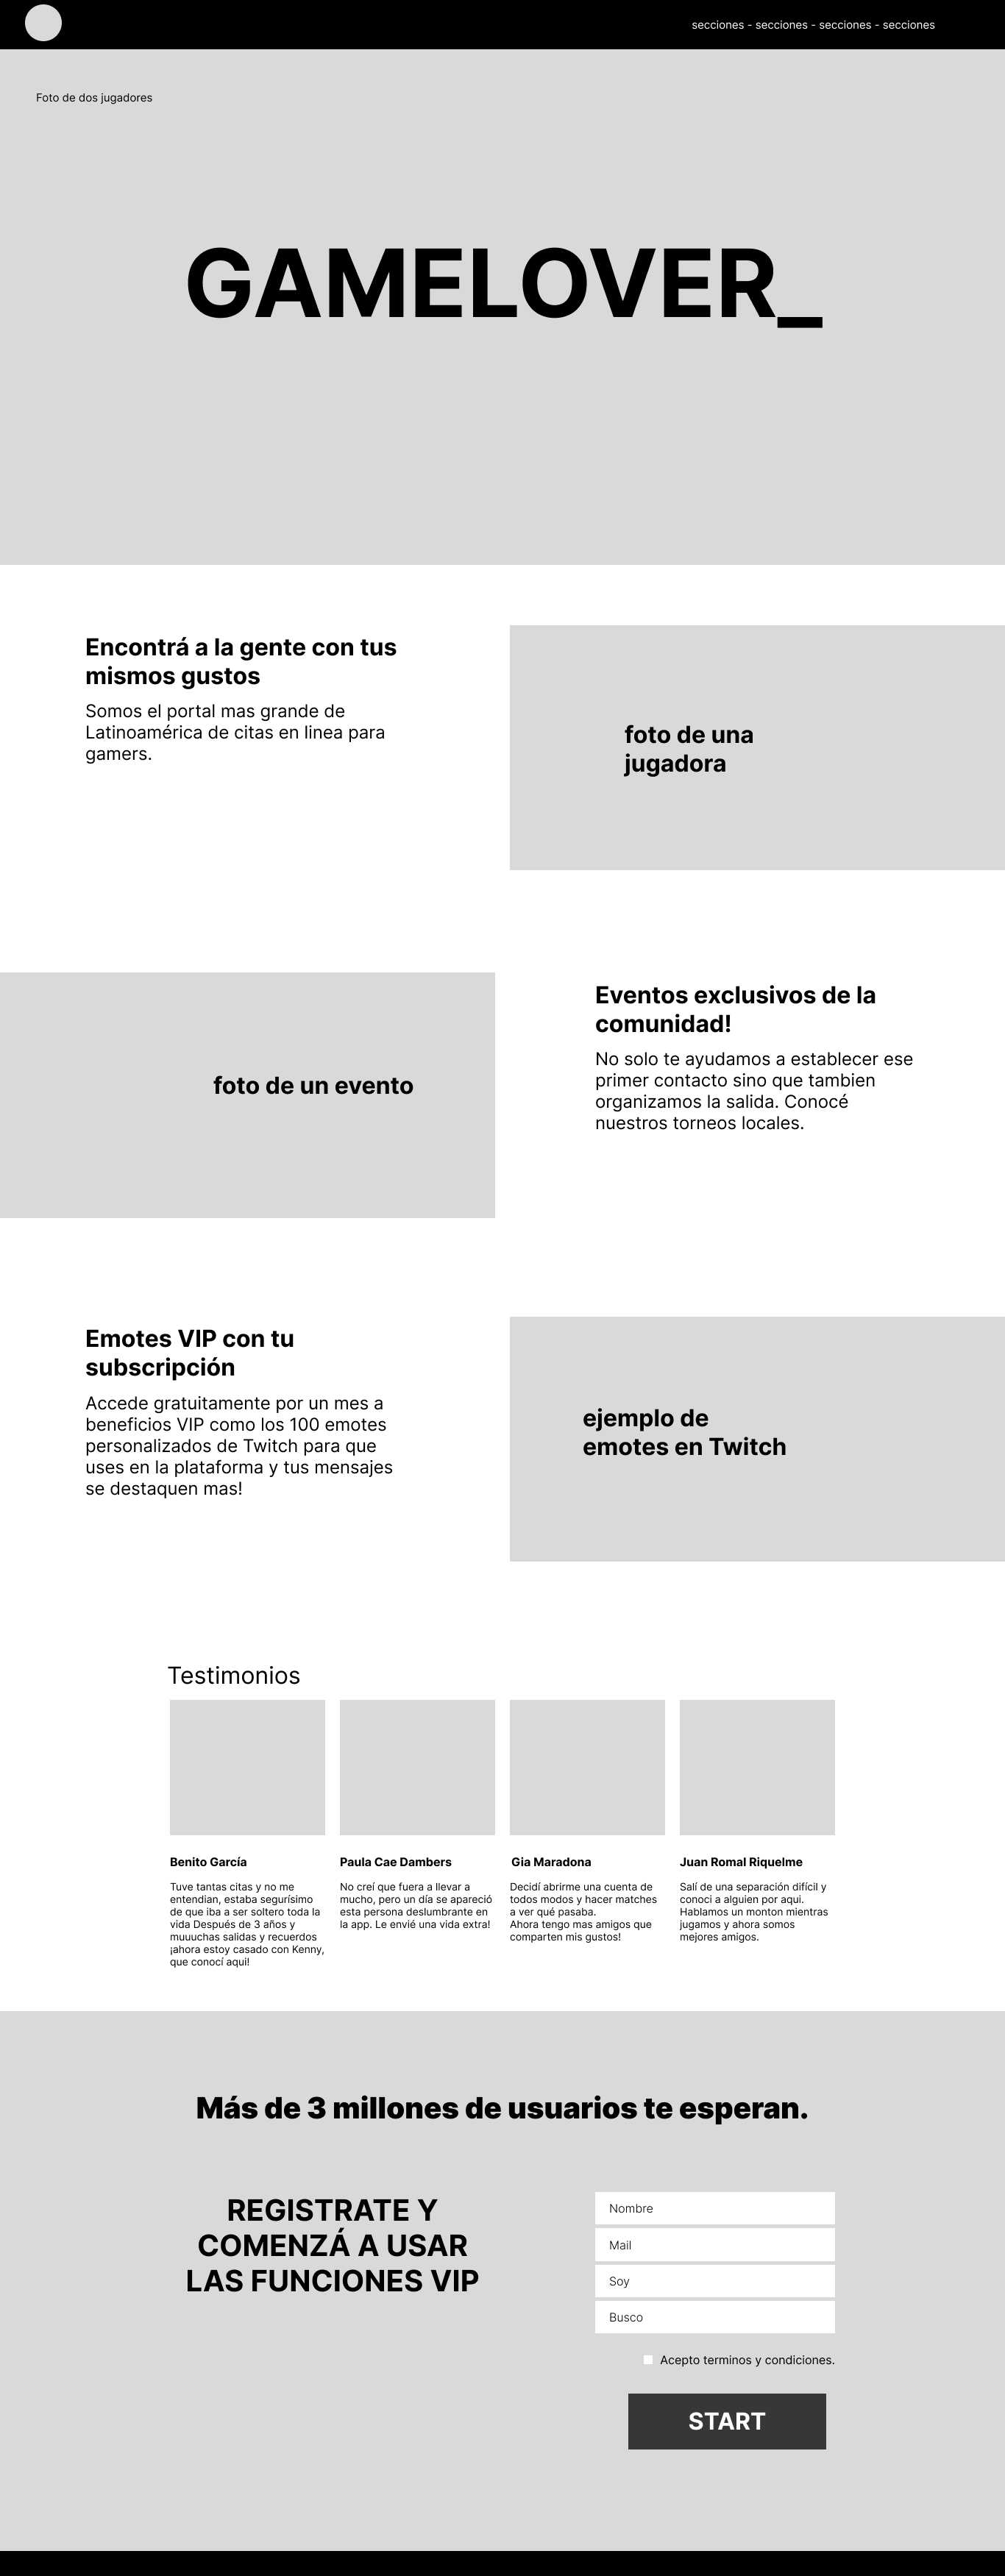 secciones - secciones - secciones - secciones
Foto de dos jugadores
GAMELOVER_
Encontrá a la gente con tus
mismos gustos
Somos el portal mas grande de
Latinoamérica de citas en linea para
gamers.
foto de una
jugadora
foto de un evento
Eventos exclusivos de la
comunidad!
No solo te ayudamos a establecer ese
primer contacto sino que tambien
organizamos la salida. Conocé
nuestros torneos locales.
Emotes VIP con tu
subscripción
Accede gratuitamente por un mes a
beneficios VIP como los 100 emotes
personalizados de Twitch para que
uses en la plataforma y tus mensajes
se destaquen mas!
ejemplo de
emotes en Twitch
Testimonios
Benito García
Tuve tantas citas y no me
entendian, estaba segurísimo
de que iba a ser soltero toda la
vida Después de 3 años y
muuuchas salidas y recuerdos
¡ahora estoy casado con Kenny,
que conocí aqui!
Paula Cae Dambers
No creí que fuera a llevar a
mucho, pero un día se apareció
esta persona deslumbrante en
la app. Le envié una vida extra!
Gia Maradona
Decidí abrirme una cuenta de
todos modos y hacer matches
a ver qué pasaba.
Ahora tengo mas amigos que
comparten mis gustos!
Juan Romal Riquelme
Salí de una separación difícil y
conoci a alguien por aqui.
Hablamos un monton mientras
jugamos y ahora somos
mejores amigos.
Más de 3 millones de usuarios te esperan.
REGISTRATE Y
COMENZÁ A USAR
LAS FUNCIONES VIP
Nombre
Mail
Soy
Busco
Acepto terminos y condiciones.
START